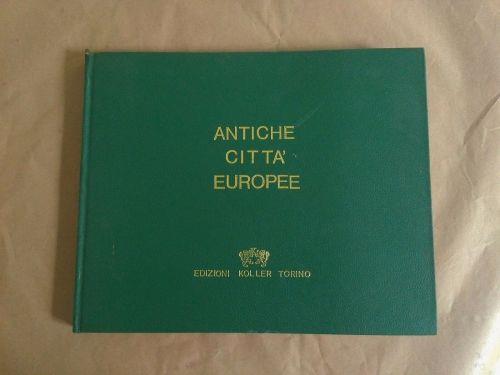 ANTICHE
CITTA'
EUROPEE
EDIZIONI KOLLER TORINO